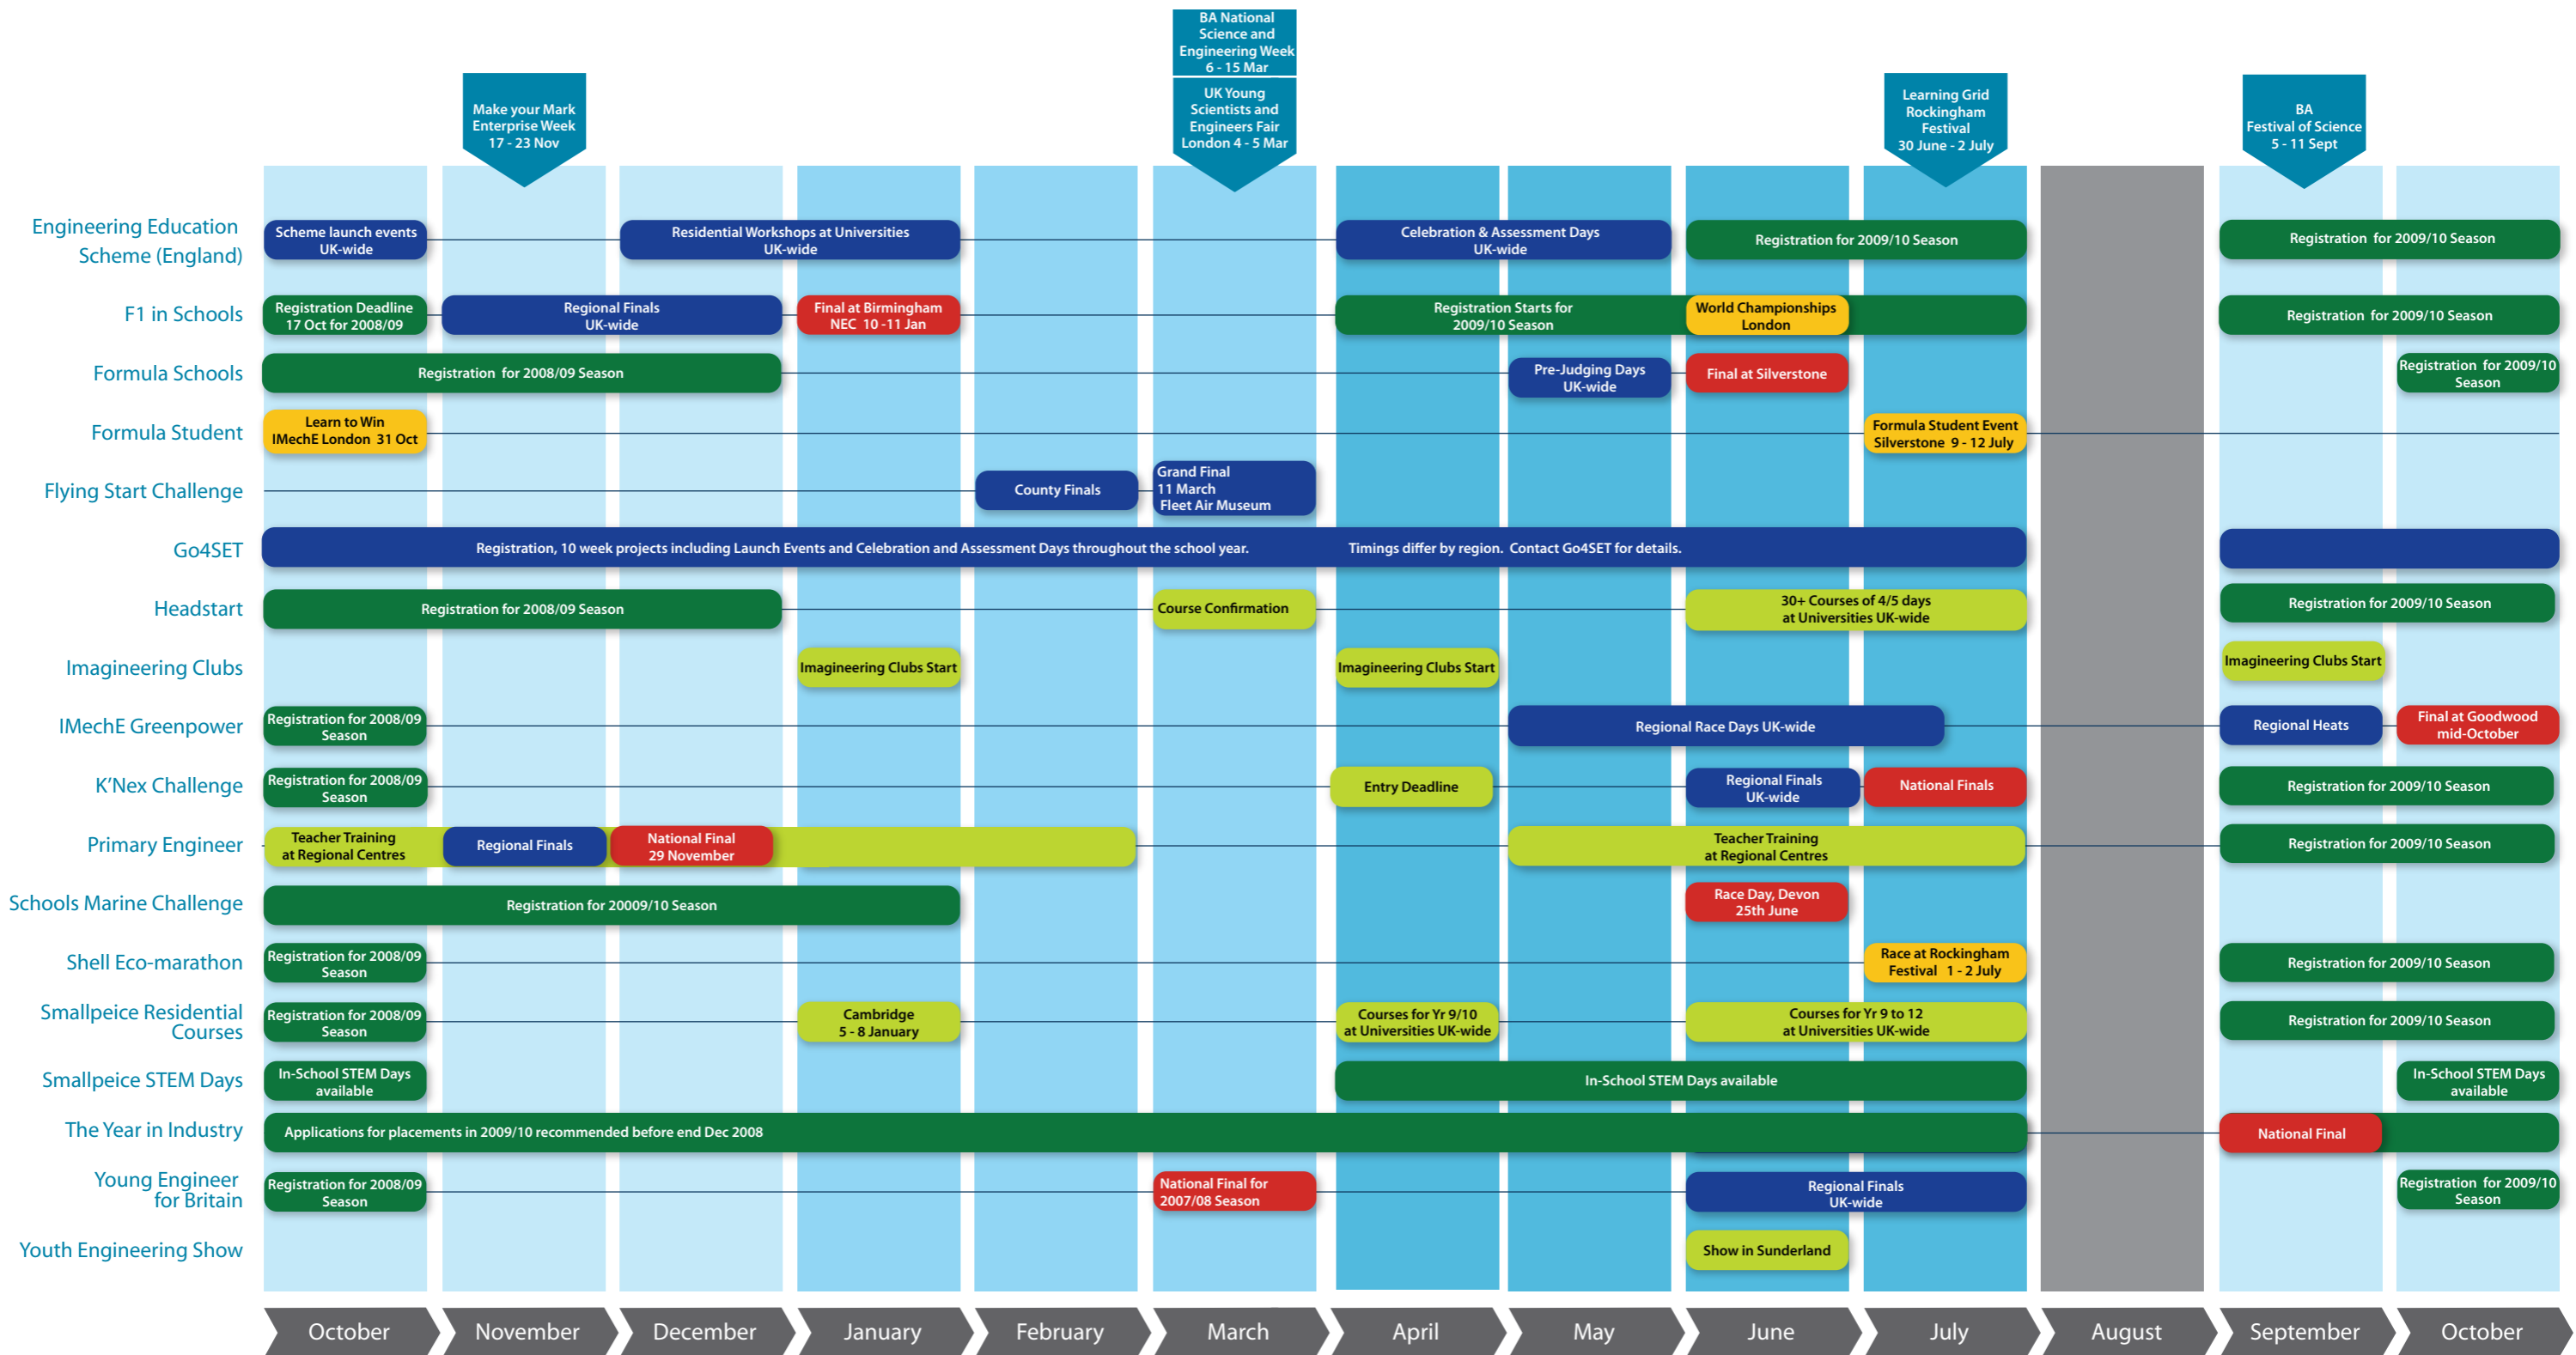 BA National
Science and
Engineering Week
6 - 15 Mar
Make your Mark
Enterprise Week
17 - 23 Nov
UK Young
Scientists and
Engineers Fair
London 4 - 5 Mar
Learning Grid
Rockingham
Festival
30 June - 2 July
BA
Festival of Science
5 - 11 Sept
Engineering Education
Scheme (England)
Scheme launch events
UK-wide
Residential Workshops at Universities
UK-wide
Celebration & Assessment Days
UK-wide
Registration for 2009/10 Season
Registration for 2009/10 Season
F1 in Schools
Registration Deadline
17 Oct for 2008/09
Regional Finals
UK-wide
Final at Birmingham
NEC 10 -11 Jan
Registration Starts for
2009/10 Season
World Championships
London
Registration for 2009/10 Season
Formula Schools
Registration for 2008/09 Season
Pre-Judging Days
UK-wide
Final at Silverstone
Registration for 2009/10
Season
Formula Student
Learn to Win
IMechE London 31 Oct
Formula Student Event
Silverstone 9 - 12 July
Flying Start Challenge
County Finals
Grand Final
11 March
Fleet Air Museum
Go4SET
Registration, 10 week projects including Launch Events and Celebration and Assessment Days throughout the school year. Timings differ by region. Contact Go4SET for details.
Headstart
Registration for 2008/09 Season
Course Confirmation
30+ Courses of 4/5 days
at Universities UK-wide
Registration for 2009/10 Season
Imagineering Clubs
Imagineering Clubs Start
Imagineering Clubs Start
Imagineering Clubs Start
IMechE Greenpower
Registration for 2008/09
Season
Regional Race Days UK-wide
Regional Heats
Final at Goodwood
mid-October
K'Nex Challenge
Registration for 2008/09
Season
Entry Deadline
Regional Finals
UK-wide
National Finals
Registration for 2009/10 Season
Primary Engineer
Teacher Training
at Regional Centres
Regional Finals
National Final
29 November
Teacher Training
at Regional Centres
Registration for 2009/10 Season
Schools Marine Challenge
Registration for 20009/10 Season
Race Day, Devon
25th June
Shell Eco-marathon
Registration for 2008/09
Season
Race at Rockingham
Festival 1 - 2 July
Registration for 2009/10 Season
Smallpeice Residential
Courses
Registration for 2008/09
Season
Cambridge
5 - 8 January
Courses for Yr 9/10
at Universities UK-wide
Courses for Yr 9 to 12
at Universities UK-wide
Registration for 2009/10 Season
Smallpeice STEM Days
In-School STEM Days
available
In-School STEM Days available
In-School STEM Days
available
The Year in Industry
Applications for placements in 2009/10 recommended before end Dec 2008
National Final
Young Engineer
for Britain
Registration for 2008/09
Season
National Final for
2007/08 Season
Regional Finals
UK-wide
Registration for 2009/10
Season
Youth Engineering Show
Show in Sunderland
October
November
December
January
February
March
April
May
June
July
August
September
October